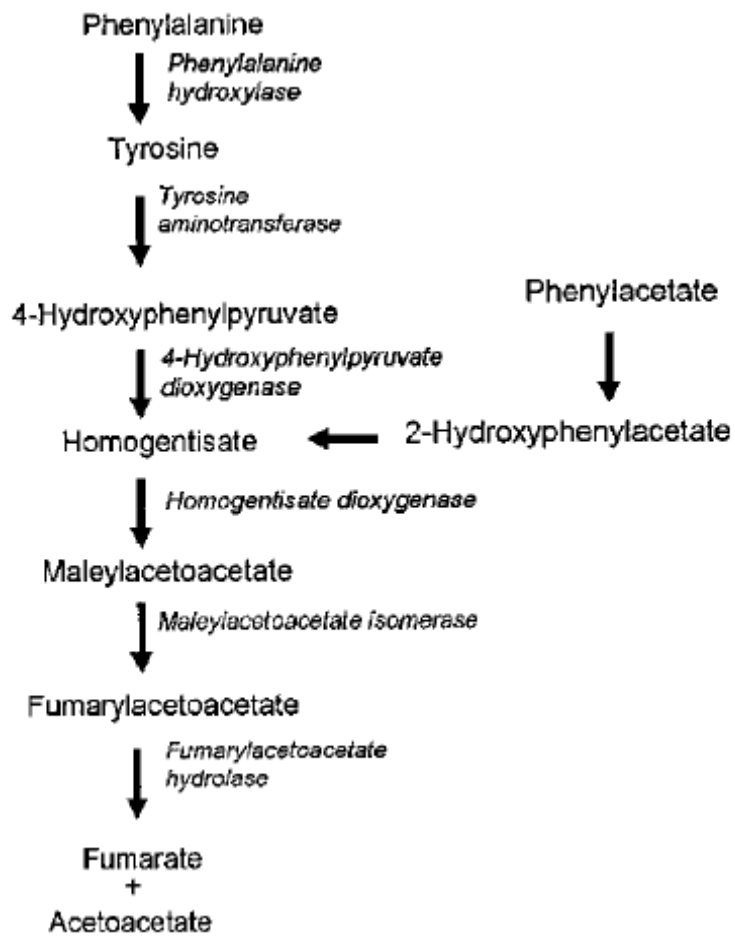 Phenylalanine
Phenylalanine
hydroxylase
Tyrosine
Tyrosine
aminotransferase
4-Hydroxyphenylpyruvate
Phenylacetate
4-Hydroxyphenylpyruvate
dioxygenase
Homogentisate
2-Hydroxyphenylacetate
Homogentisate dioxygenase
Maleylacetoacetate
Maleylacetoacetate isomerase
Fumarylacetoacetate
Fumarylacetoacetate
hydrolase
Fumarate
+
Acetoacetate